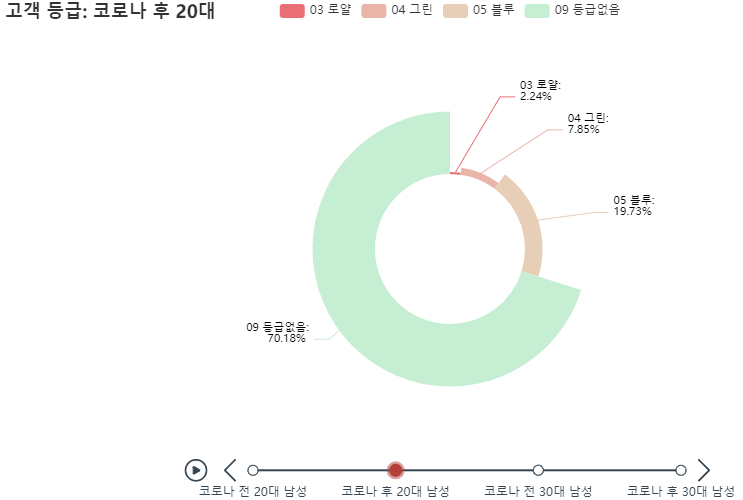 고객 등급: 코로나 후 20대
03 로얄 04 그린 05 블루 09 등급없음
03 로얄:
2.24%
04 그린:
7.85%
05 블루:
19.73%
09 등급없음:
70.18%
코로나 전 20대 남성 코로나 후 20대 남성 코로나 전 30대 남성 코로나 후 30대 남성